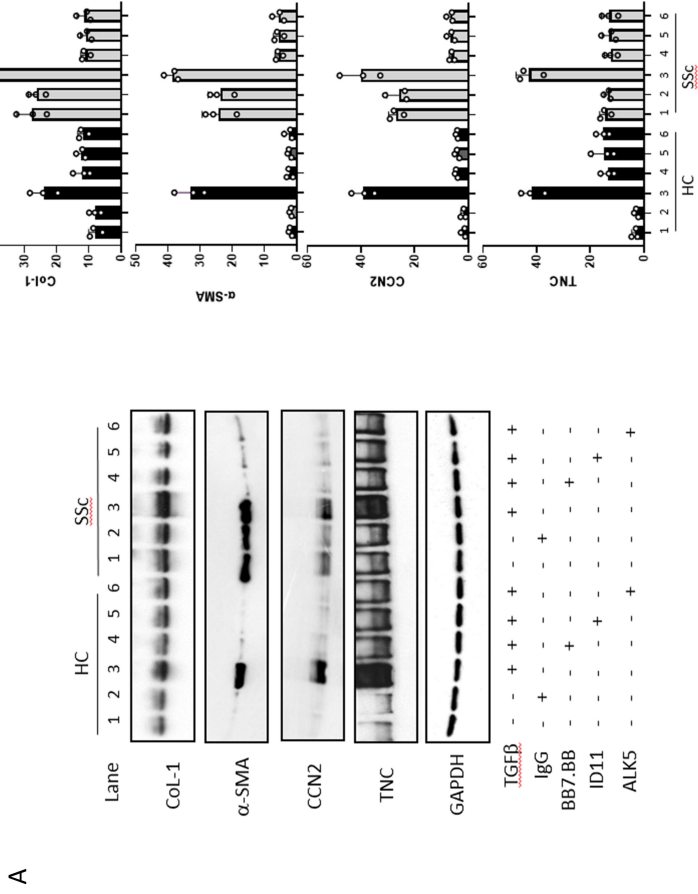 A
HC SSc
Lane 1 2 3 4 5 6 1 2 3 4 5 6
CoL-1
α-SMA
CCN2
TNC
GAPDH
TGFβ - - + + + + - - + + + +
IgG - + - - - - - + - - - -
BB7.BB - - - + - - - - - + - -
ID11 - - - - + - - - - - + -
ALK5 - - - - - + - - - - - +
Col-1
30
20
10
0
α-SMA
50
40
30
20
10
0
CCN2
60
40
20
0
TNC
60
40
20
0
1 2 3 4 5 6 1 2 3 4 5 6
HC SSc